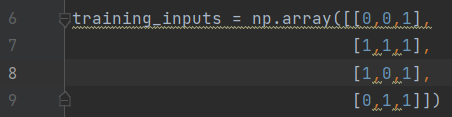 6 training_inputs = np.array([[0,0,1],
7 [1,1,1],
8 [1,0,1],
9 [0,1,1]])